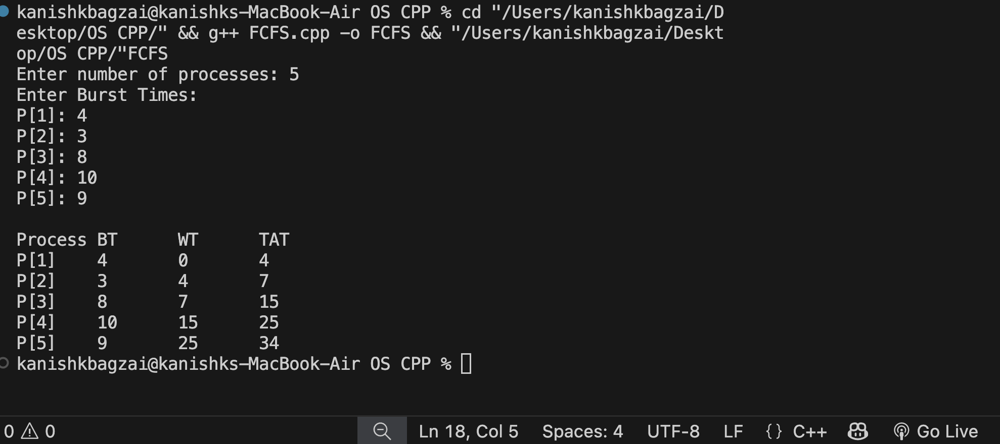 kanishkbagzai@kanishks-MacBook-Air OS CPP % cd "/Users/kanishkbagzai/D
esktop/OS CPP/" && g++ FCFS.cpp -o FCFS && "/Users/kanishkbagzai/Deskt
op/OS CPP/"FCFS
Enter number of processes: 5
Enter Burst Times:
P[1]: 4
P[2]: 3
P[3]: 8
P[4]: 10
P[5]: 9

Process BT      WT      TAT
P[1]    4       0       4
P[2]    3       4       7
P[3]    8       7       15
P[4]    10      15      25
P[5]    9       25      34
kanishkbagzai@kanishks-MacBook-Air OS CPP %
0 0 Ln 18, Col 5 Spaces: 4 UTF-8 LF {} C++ Go Live